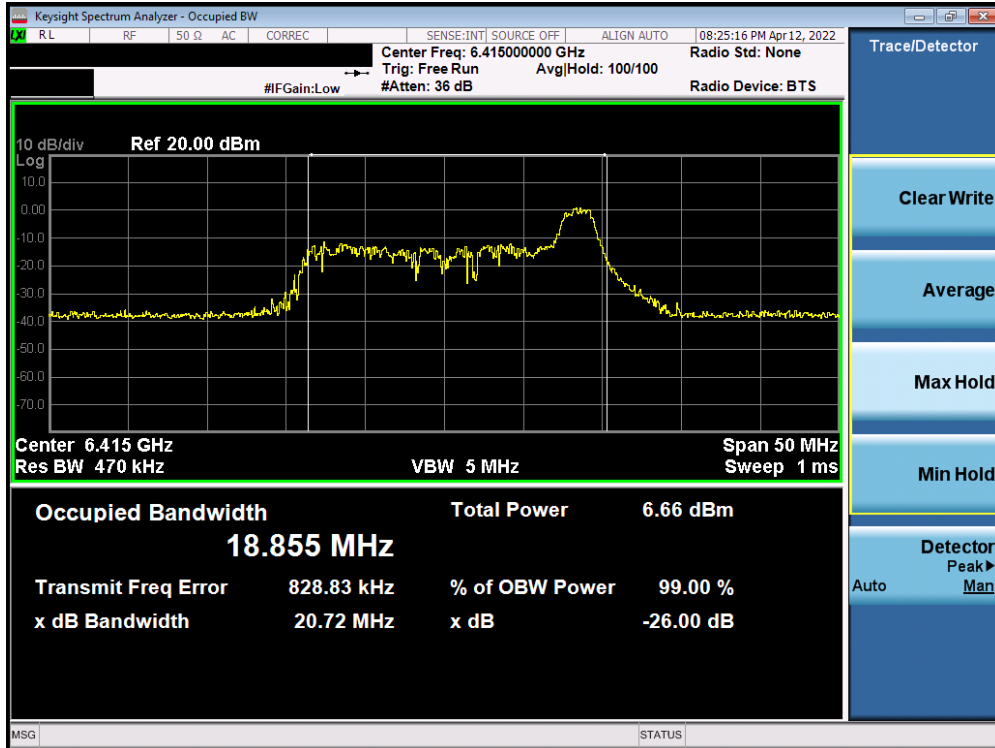 Keysight Spectrum Analyzer - Occupied BW
LXI RL RF 50 Ω AC CORREC SENSE:INT SOURCE OFF ALIGN AUTO 08:25:16 PM Apr 12, 2022
Center Freq: 6.415000000 GHz Radio Std: None
Trig: Free Run Avg|Hold: 100/100
#IFGain:Low #Atten: 36 dB Radio Device: BTS
10 dB/div Ref 20.00 dBm
Log
10.0
0.00
-10.0
-20.0
-30.0
-40.0
-50.0
-60.0
-70.0
Center 6.415 GHz Span 50 MHz
Res BW 470 kHz VBW 5 MHz Sweep 1 ms
Occupied Bandwidth Total Power 6.66 dBm
18.855 MHz
Transmit Freq Error 828.83 kHz % of OBW Power 99.00 %
x dB Bandwidth 20.72 MHz x dB -26.00 dB
MSG STATUS
Trace/Detector
Clear Write
Average
Max Hold
Min Hold
Detector
Peak▶
Auto Man